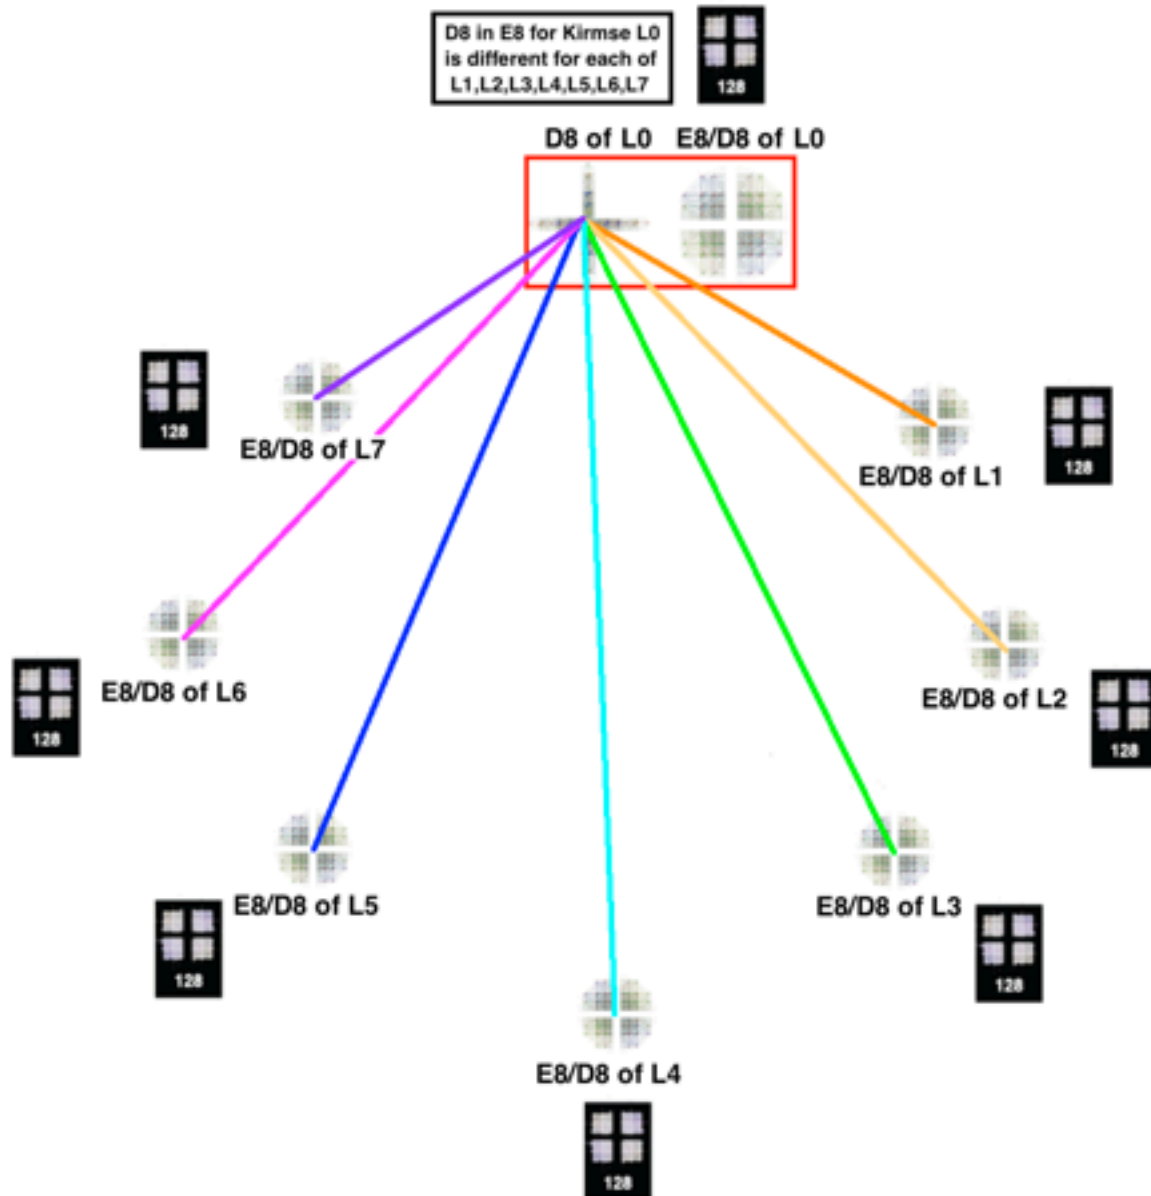 D8 in E8 for Kirmse L0
is different for each of
L1,L2,L3,L4,L5,L6,L7
128
D8 of L0
E8/D8 of L0
128
E8/D8 of L7
128
E8/D8 of L1
128
E8/D8 of L6
128
E8/D8 of L2
128
E8/D8 of L5
128
E8/D8 of L3
128
E8/D8 of L4
128